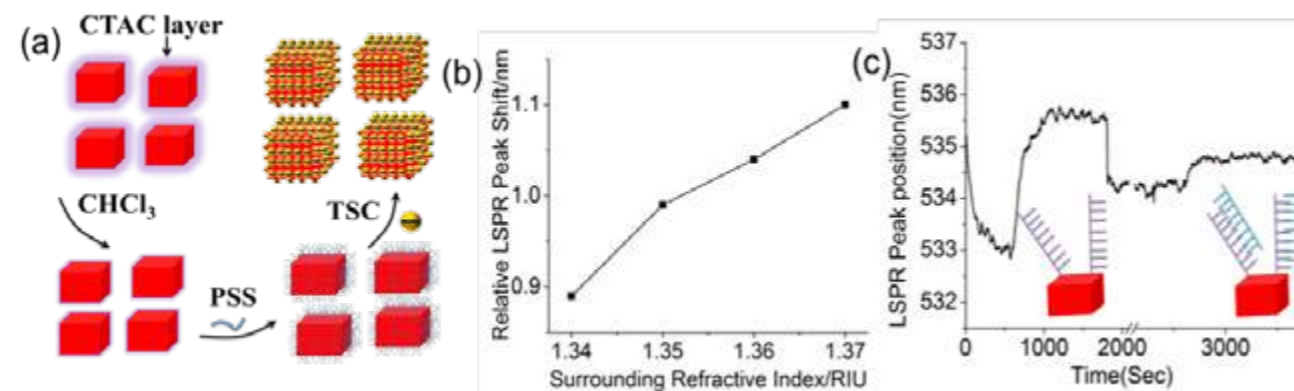 (a)
CTAC layer
CHCl3
PSS
TSC
(b)
Relative LSPR Peak Shift/nm
1.1
1.0
0.9
1.34
1.35
1.36
1.37
Surrounding Refractive Index/RIU
(c)
LSPR Peak position(nm)
537
536
535
534
533
532
0
1000
2000
3000
Time(Sec)